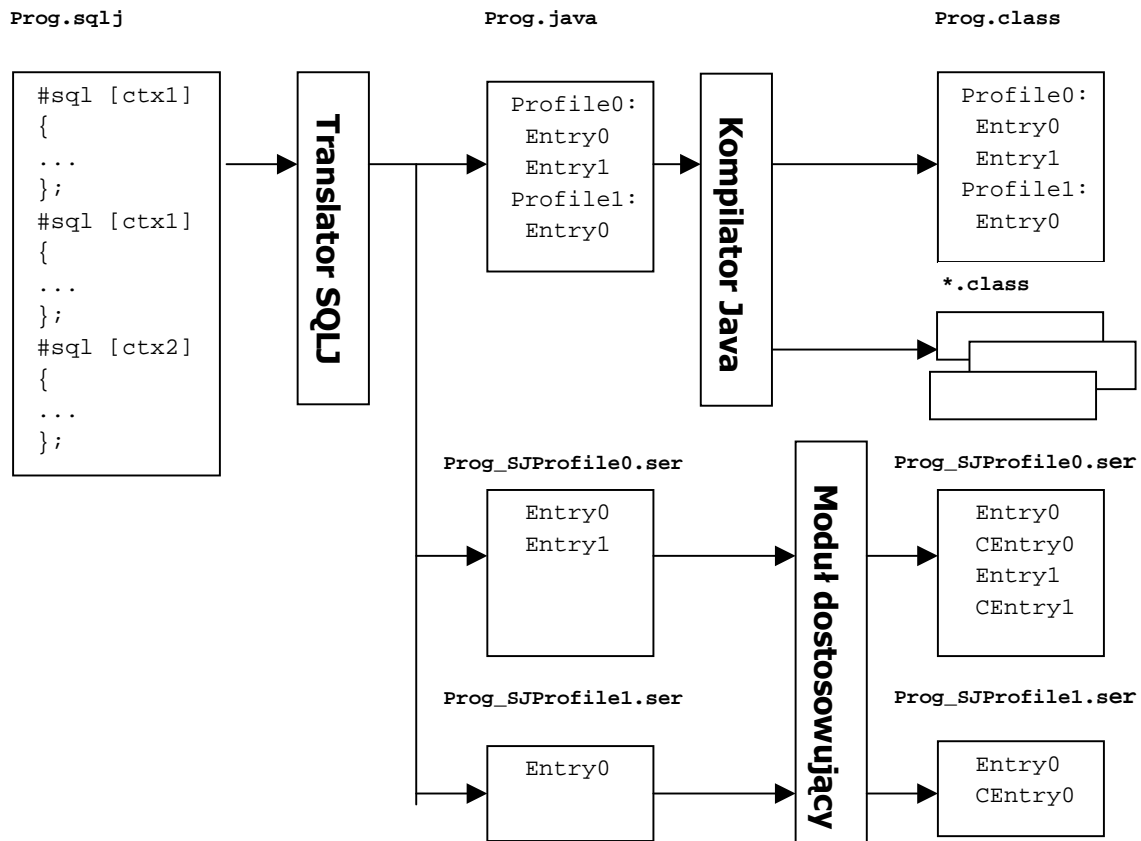 Prog.sqlj
Prog.java
Prog.class
#sql [ctx1]
{
...
};
#sql [ctx1]
{
...
};
#sql [ctx2]
{
...
};
Translator SQLJ
Profile0:
Entry0
Entry1
Profile1:
Entry0
Kompilator Java
Profile0:
Entry0
Entry1
Profile1:
Entry0
*.class
Prog_SJProfile0.ser
Entry0
Entry1
Moduł dostosowujący
Prog_SJProfile0.ser
Entry0
CEntry0
Entry1
CEntry1
Prog_SJProfile1.ser
Entry0
Prog_SJProfile1.ser
Entry0
CEntry0